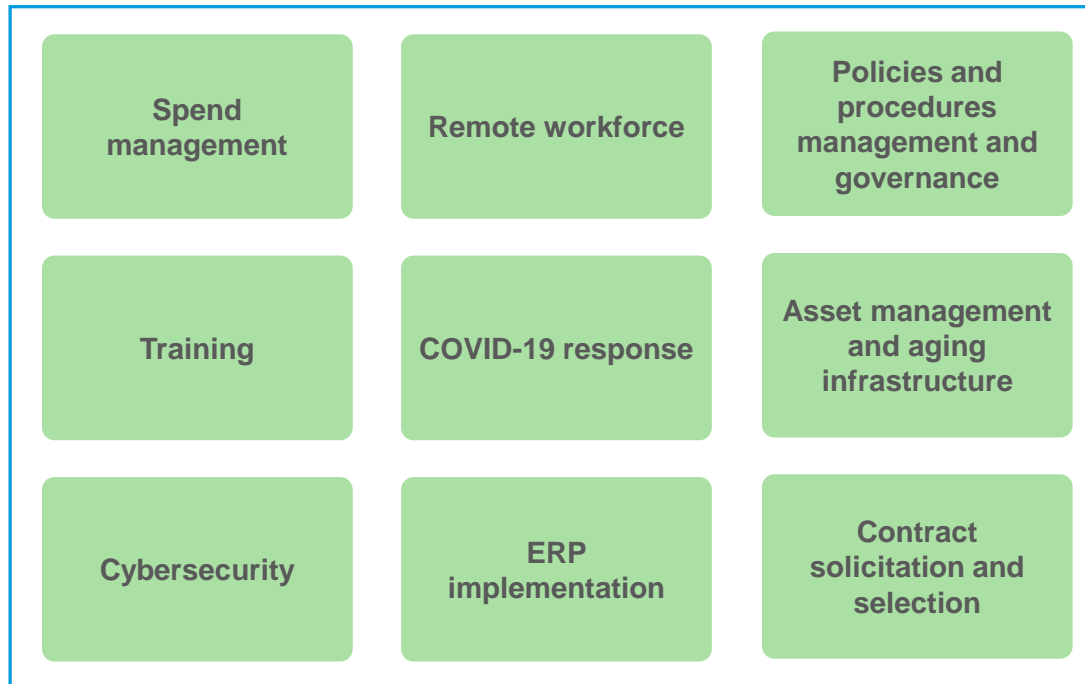 Spend
management
Remote workforce
Policies and
procedures
management and
governance
Training
COVID-19 response
Asset management
and aging
infrastructure
Cybersecurity
ERP
implementation
Contract
solicitation and
selection